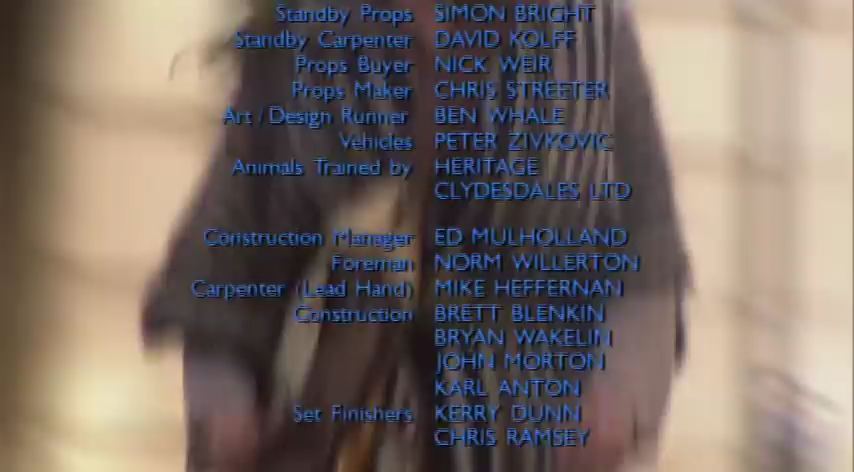 Standby Props SIMON BRIGHT
Standby Carpenter DAVID KOLFF
Props Buyer NICK WEIR
Props Maker CHRIS STREETER
Art / Design Runner BEN WHALE
Vehicles PETER ZIVKOVIC
Animals Trained by HERITAGE
CLYDESDALES LTD
Construction Manager ED MULHOLLAND
Foreman NORM WILLERTON
Carpenter (Lead Hand) MIKE HEFFERNAN
Construction BRETT BLENKIN
BRYAN WAKELIN
JOHN MORTON
KARL ANTON
Set Finishers KERRY DUNN
CHRIS RAMSEY